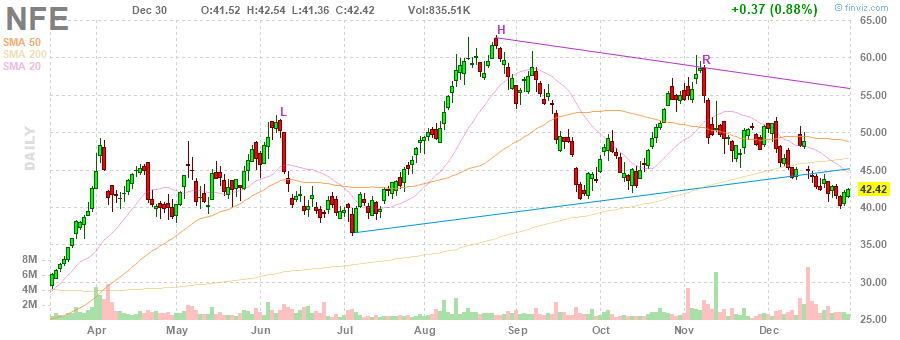 NFE
Dec 30 O:41.52 H:42.54 L:41.36 C:42.42 Vol:835.51K
+0.37 (0.88%)
© finviz.com
SMA 50
SMA 200
SMA 20
DAILY
L
H
R
65.00
60.00
55.00
50.00
45.00
42.42
40.00
35.00
30.00
25.00
8M
6M
4M
2M
Apr May Jun Jul Aug Sep Oct Nov Dec